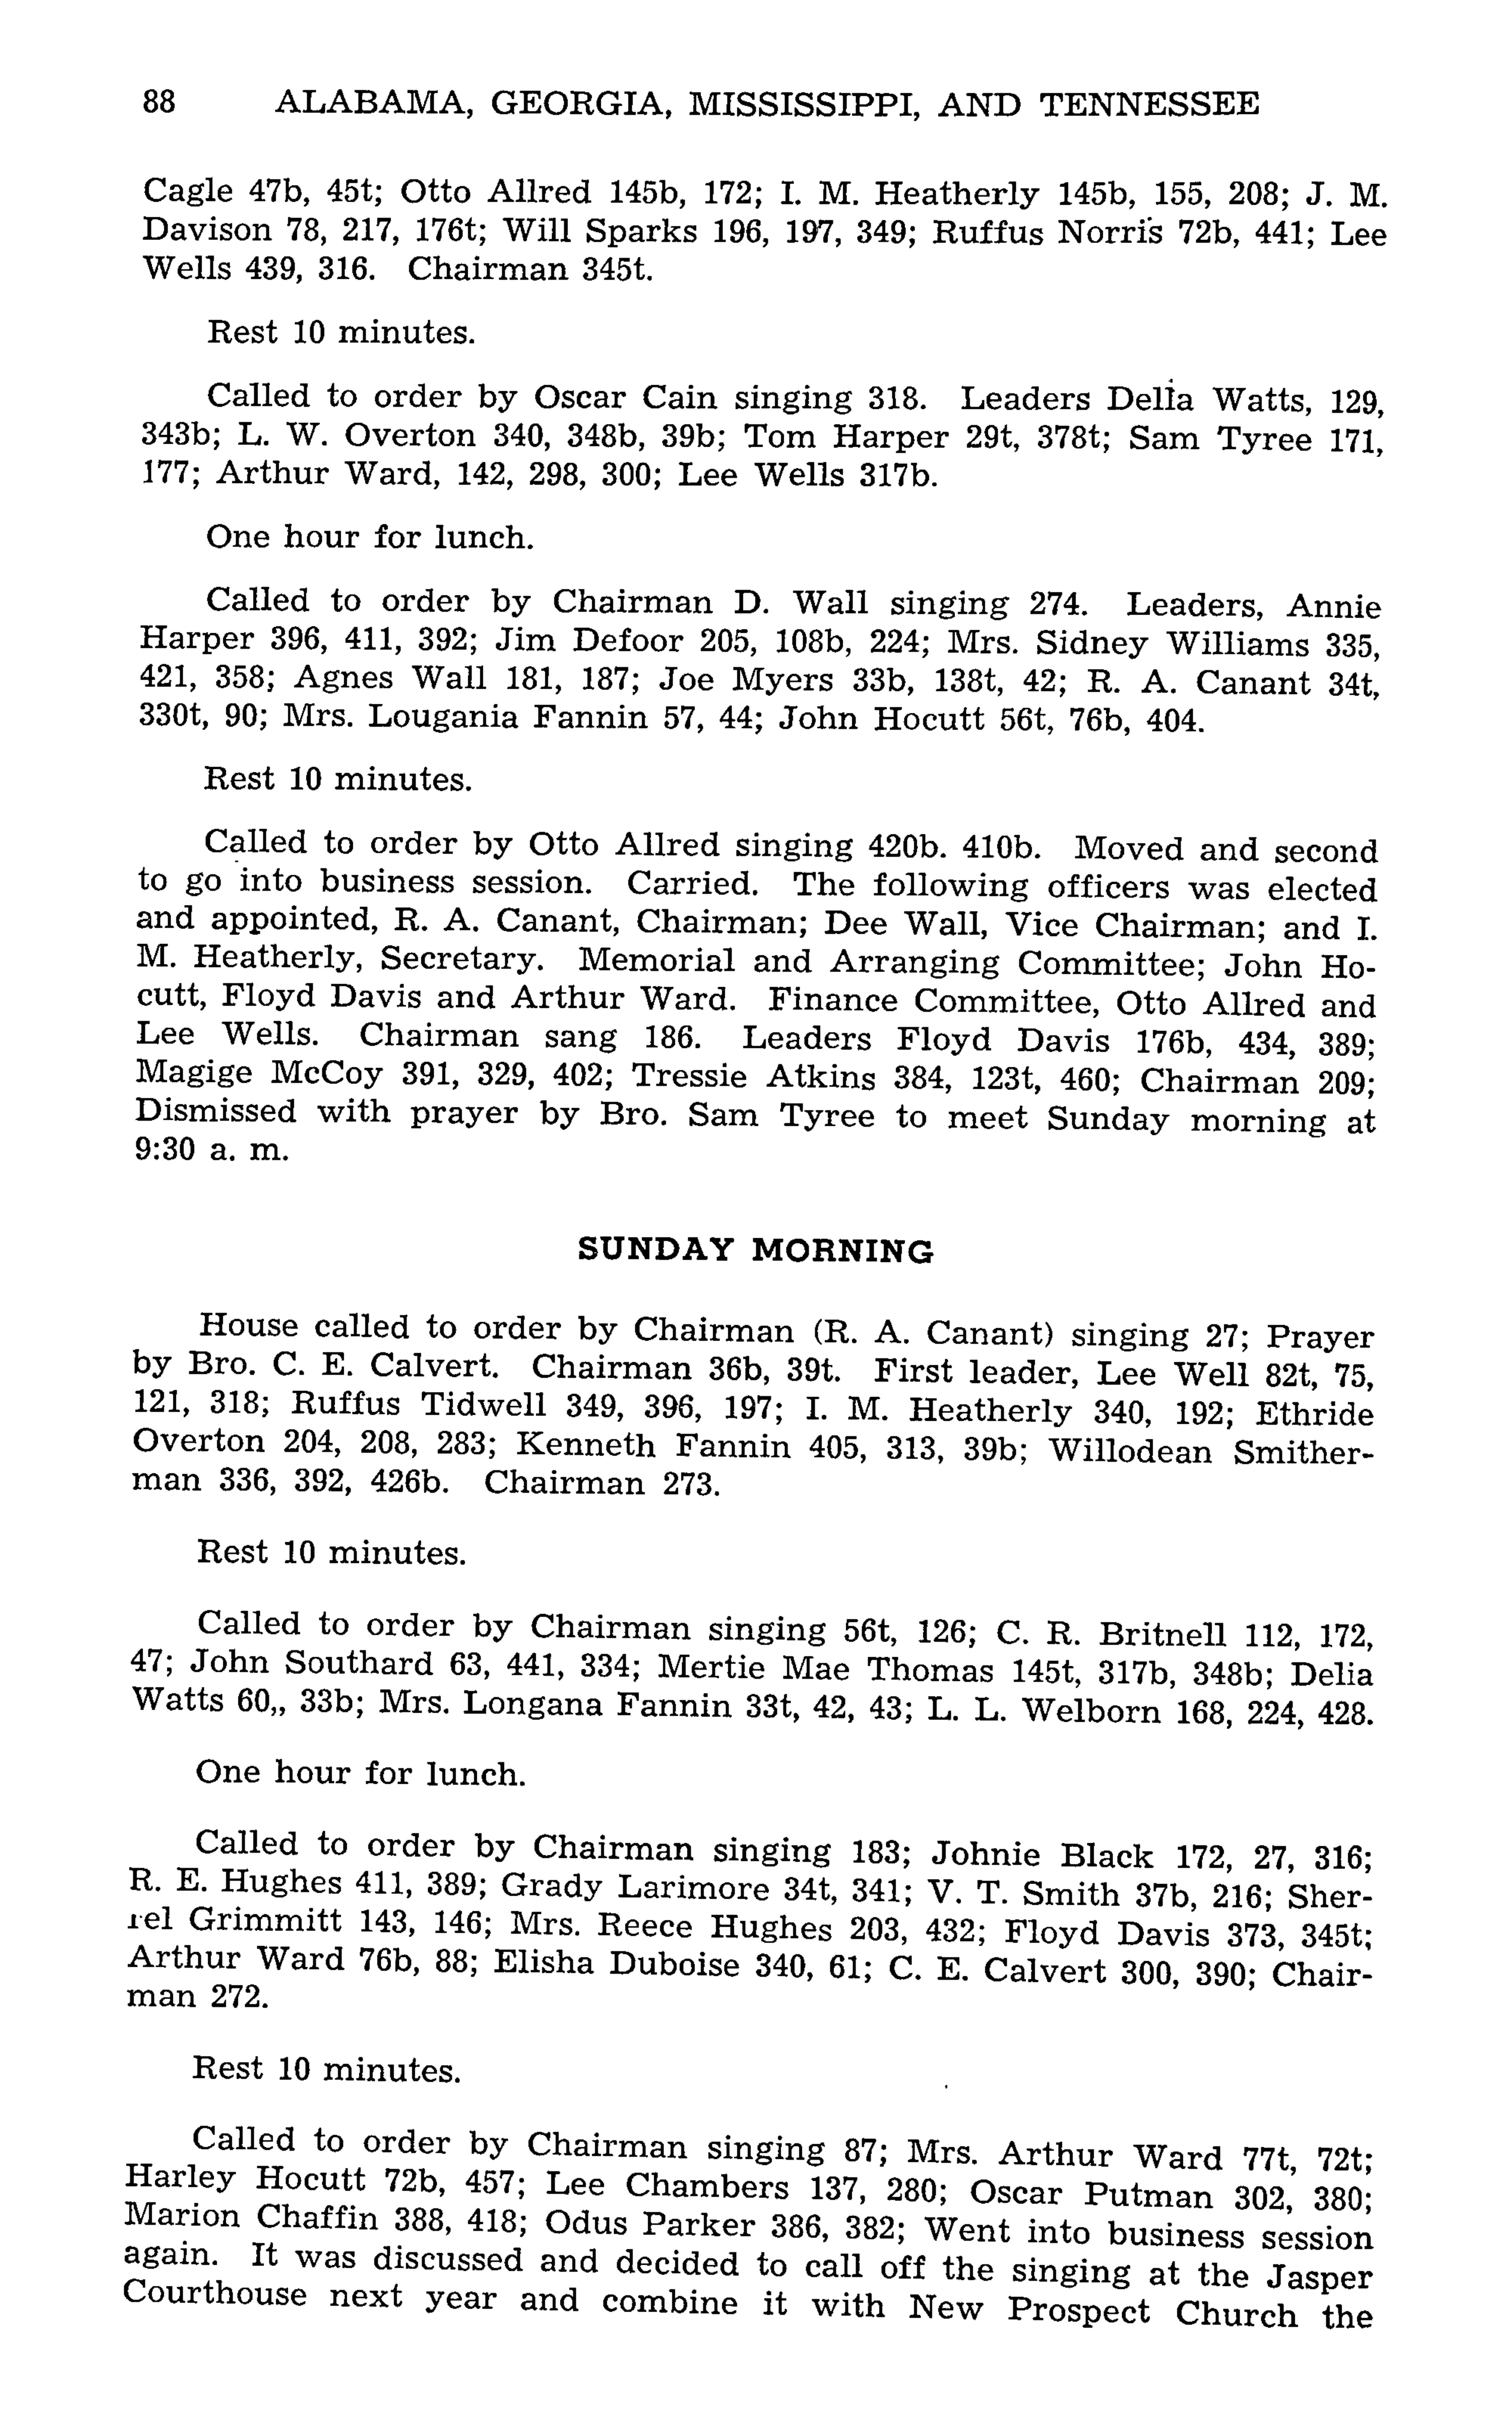 88 ALABAMA, GEORGIA, MISSISSIPPI, AND TENNESSEE
Cagle 47b, 45t; Otto Allred 145b, 172; I. M. Heatherly 145b, 155, 208; J. M.
Davison 78, 217, 176t; Will Sparks 196, 197, 349; Ruffus Norris 72b, 441; Lee
Wells 439, 316. Chairman 345t.
Rest 10 minutes.
Called to order by Oscar Cain singing 318. Leaders Delia Watts, 129,
343b; L. W. Overton 340, 348b, 39b; Tom Harper 29t, 378t; Sam Tyree 171,
177; Arthur Ward, 142, 298, 300; Lee Wells 317b.
One hour for lunch.
Called to order by Chairman D. Wall singing 274. Leaders, Annie
Harper 396, 411, 392; Jim Defoor 205, 108b, 224; Mrs. Sidney Williams 335,
421, 358; Agnes Wall 181, 187; Joe Myers 33b, 138t, 42; R. A. Canant 34t,
330t, 90; Mrs. Lougania Fannin 57, 44; John Hocutt 56t, 76b, 404.
Rest 10 minutes.
Called to order by Otto Allred singing 420b. 410b. Moved and second
to go into business session. Carried. The following officers was elected
and appointed, R. A. Canant, Chairman; Dee Wall, Vice Chairman; and I.
M. Heatherly, Secretary. Memorial and Arranging Committee; John Ho-
cutt, Floyd Davis and Arthur Ward. Finance Committee, Otto Allred and
Lee Wells. Chairman sang 186. Leaders Floyd Davis 176b, 434, 389;
Magige McCoy 391, 329, 402; Tressie Atkins 384, 123t, 460; Chairman 209;
Dismissed with prayer by Bro. Sam Tyree to meet Sunday morning at
9:30 a. m.
SUNDAY MORNING
House called to order by Chairman (R. A. Canant) singing 27; Prayer
by Bro. C. E. Calvert. Chairman 36b, 39t. First leader, Lee Well 82t, 75,
121, 318; Ruffus Tidwell 349, 396, 197; I. M. Heatherly 340, 192; Ethride
Overton 204, 208, 283; Kenneth Fannin 405, 313, 39b; Willodean Smither-
man 336, 392, 426b. Chairman 273.
Rest 10 minutes.
Called to order by Chairman singing 56t, 126; C. R. Britnell 112, 172,
47; John Southard 63, 441, 334; Mertie Mae Thomas 145t, 317b, 348b; Delia
Watts 60,, 33b; Mrs. Longana Fannin 33t, 42, 43; L. L. Welborn 168, 224, 428.
One hour for lunch.
Called to order by Chairman singing 183; Johnie Black 172, 27, 316;
R. E. Hughes 411, 389; Grady Larimore 34t, 341; V. T. Smith 37b, 216; Sher-
rel Grimmitt 143, 146; Mrs. Reece Hughes 203, 432; Floyd Davis 373, 345t;
Arthur Ward 76b, 88; Elisha Duboise 340, 61; C. E. Calvert 300, 390; Chair-
man 272.
Rest 10 minutes.
Called to order by Chairman singing 87; Mrs. Arthur Ward 77t, 72t;
Harley Hocutt 72b, 457; Lee Chambers 137, 280; Oscar Putman 302, 380;
Marion Chaffin 388, 418; Odus Parker 386, 382; Went into business session
again. It was discussed and decided to call off the singing at the Jasper
Courthouse next year and combine it with New Prospect Church the